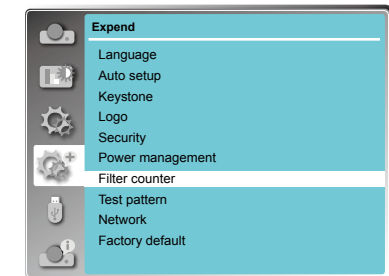 Expend
Language
Auto setup
Keystone
Logo
Security
Power management
Filter counter
Test pattern
Network
Factory default